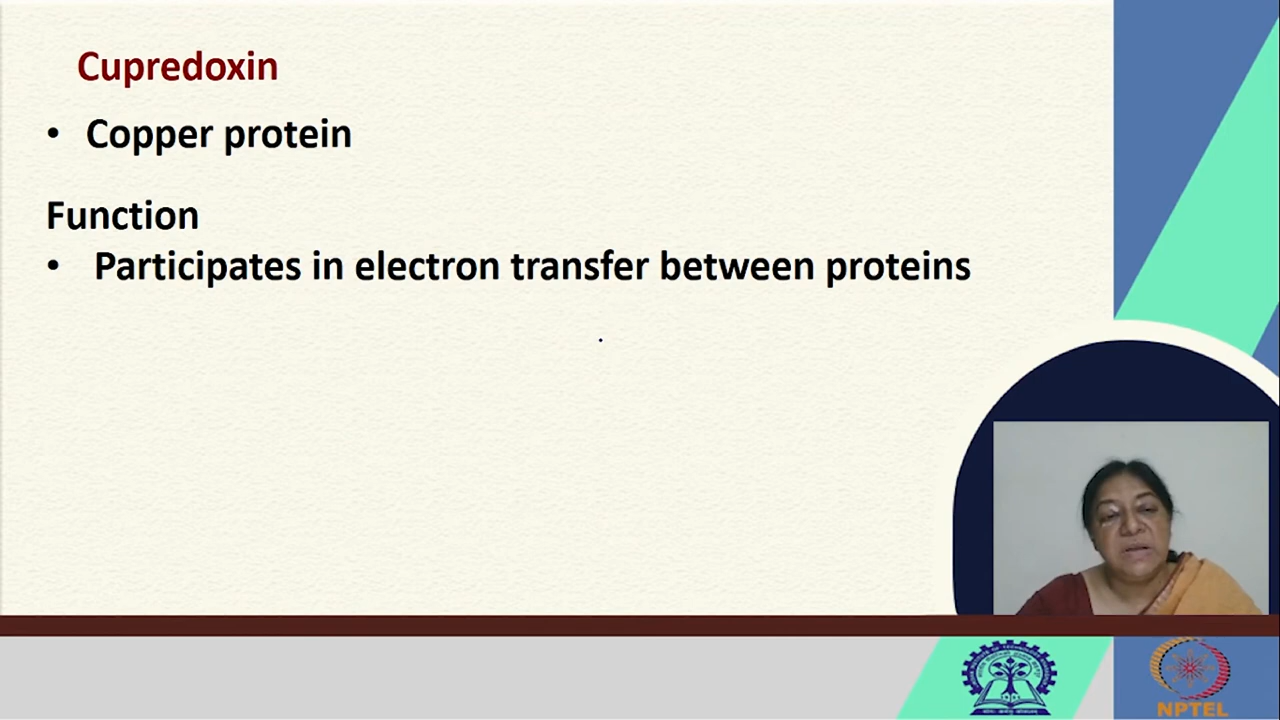 Cupredoxin
• Copper protein
Function
• Participates in electron transfer between proteins
NPTEL